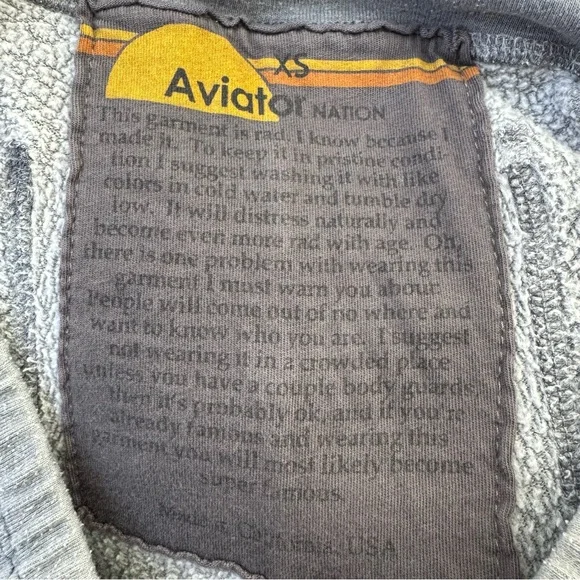 XS
Aviator NATION
This garment is rad. I know because I
made it. To keep it in pristine condi-
tion I suggest washing it with like
colors in cold water and tumble dry
low. It will distress naturally and
become even more rad with age. Oh,
there is one problem with wearing this
garment I must warn you about.
People will come out of no where and
want to know who you are. I suggest
not wearing it in a crowded place
unless you have a couple body guards,
then it's probably ok, and if you're
already famous and wearing this
garment you will most likely become
super famous.
Made in California, USA